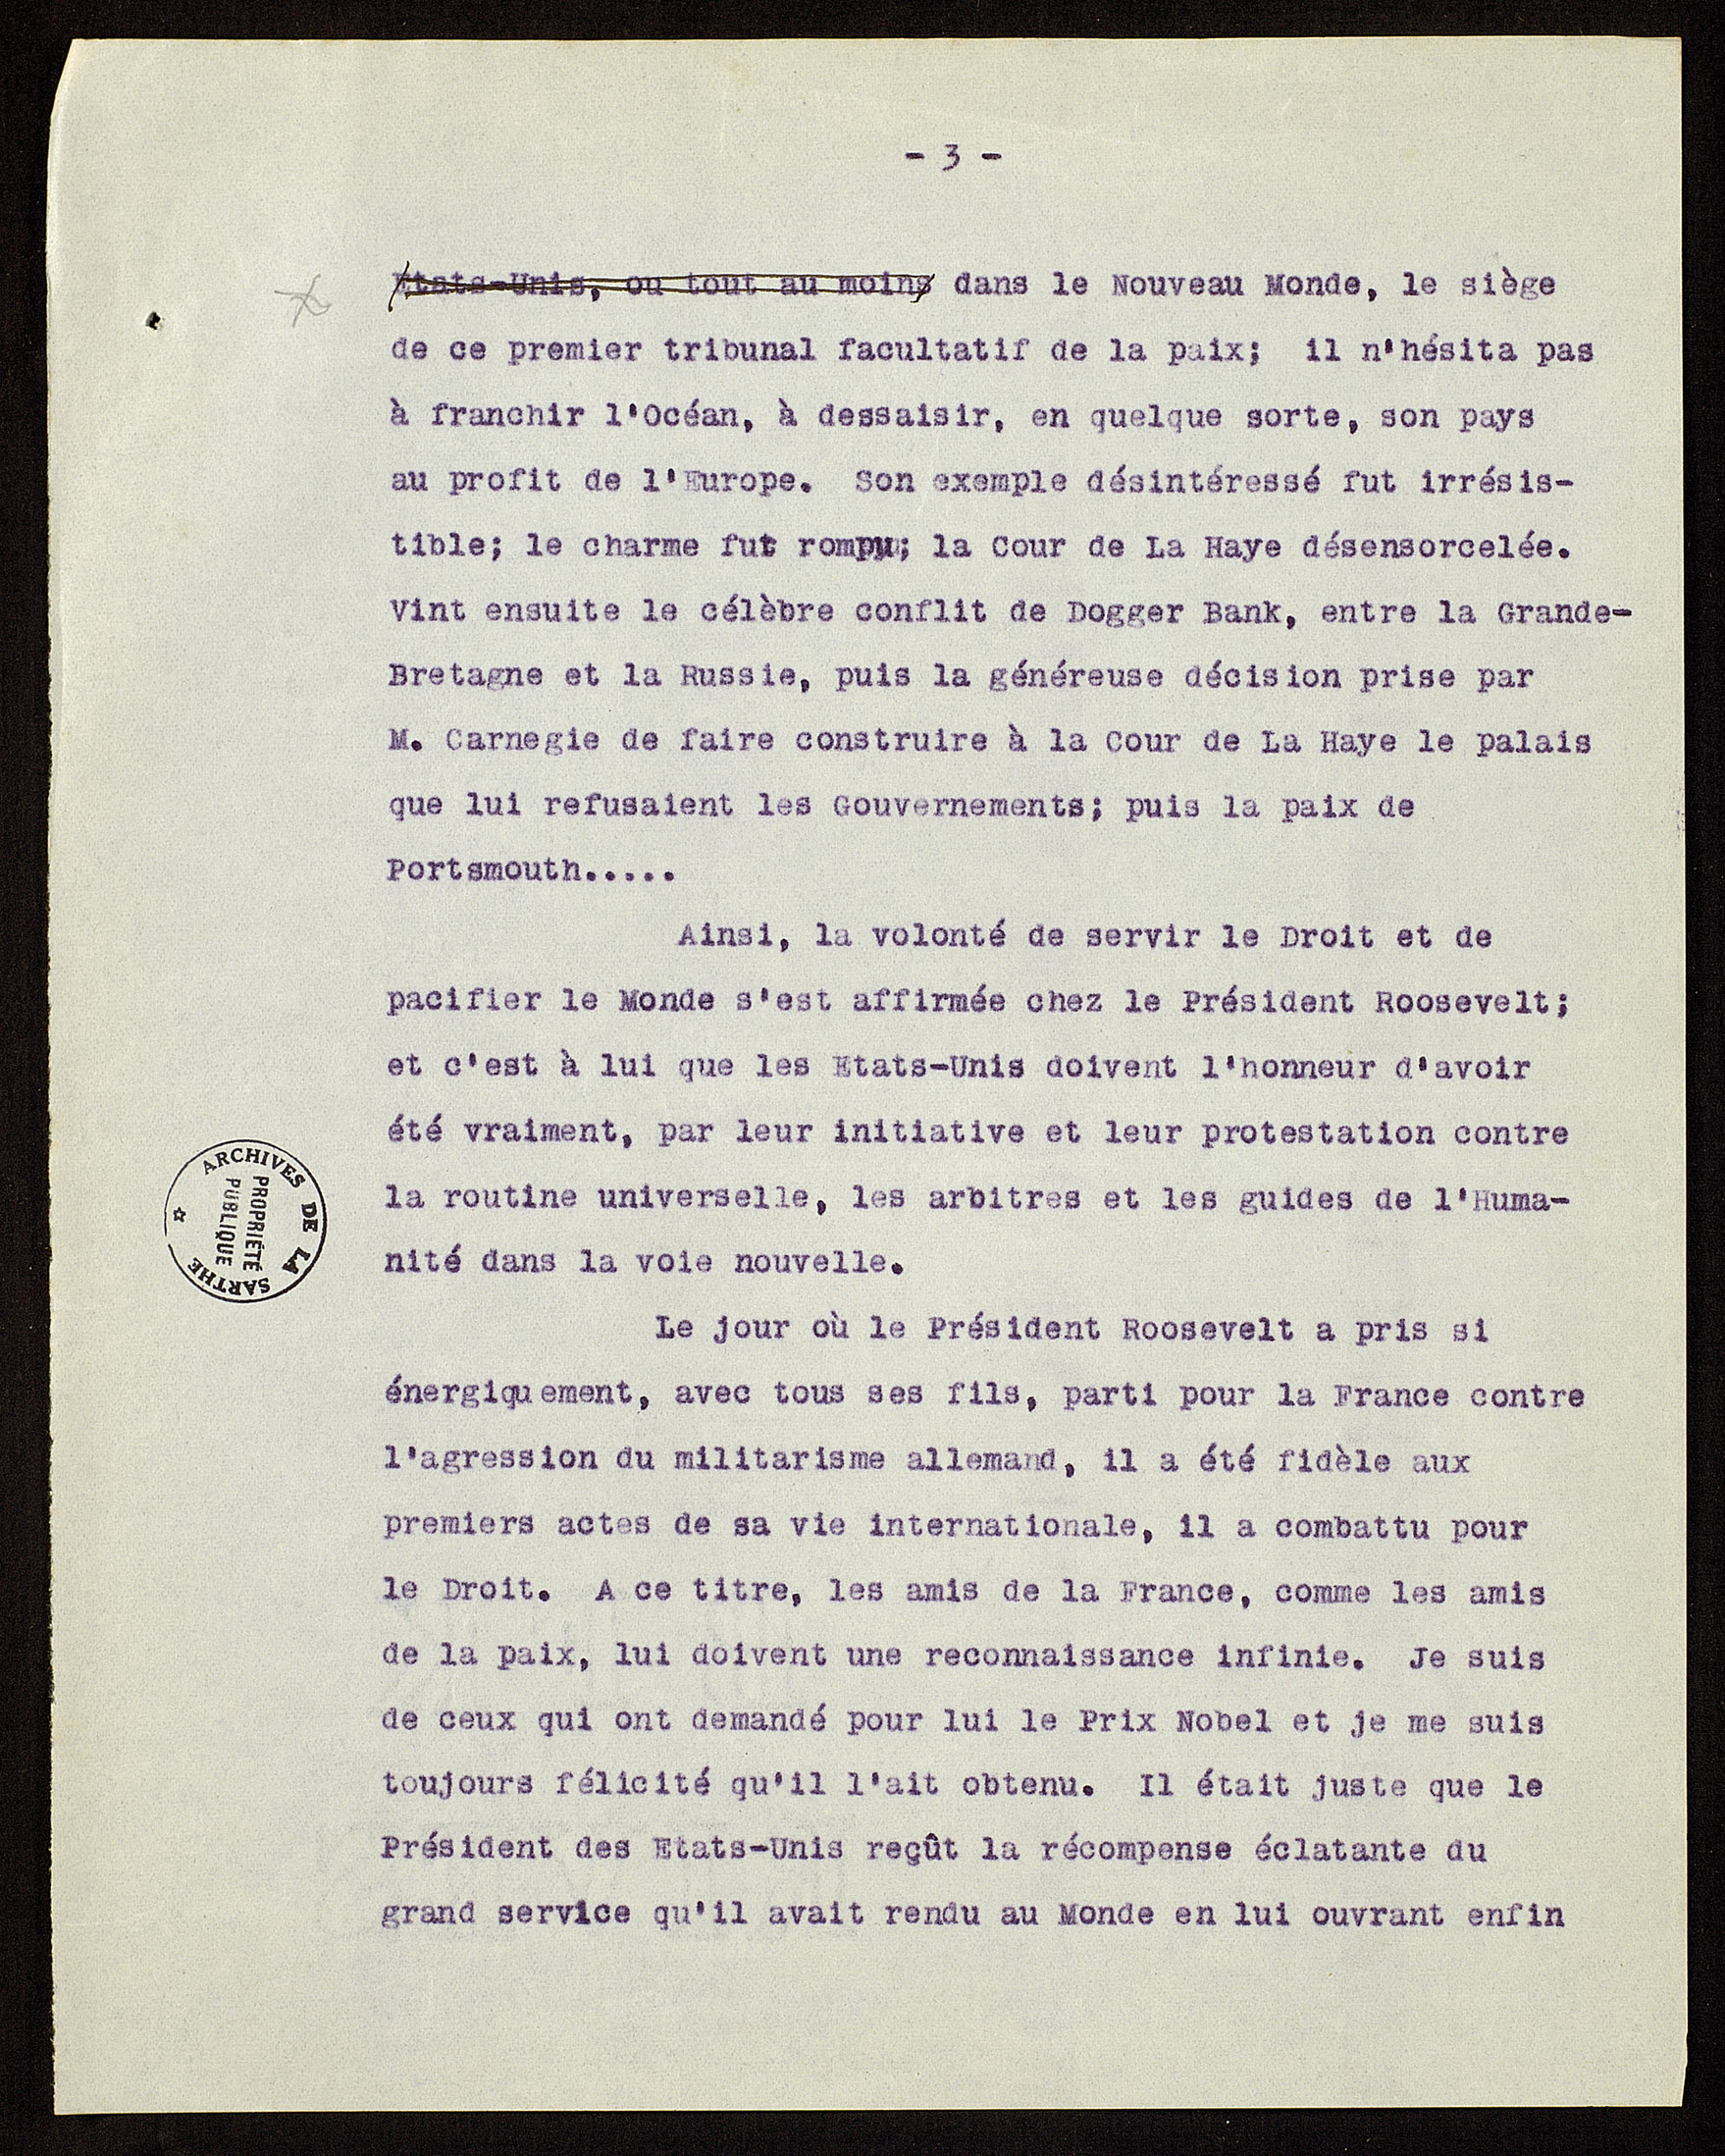 - 3 -
Etats-Unis, ou tout au moins dans le Nouveau Monde, le siège
de ce premier tribunal facultatif de la paix; il n'hésita pas
à franchir l'Océan, à dessaisir, en quelque sorte, son pays
au profit de l'Europe. Son exemple désintéressé fut irrésis-
tible; le charme fut rompu; la Cour de La Haye désensorcelée.
Vint ensuite le célèbre conflit de Dogger Bank, entre la Grande-
Bretagne et la Russie, puis la généreuse décision prise par
M. Carnegie de faire construire à la Cour de La Haye le palais
que lui refusaient les Gouvernements; puis la paix de
Portsmouth.....
Ainsi, la volonté de servir le Droit et de
pacifier le Monde s'est affirmée chez le Président Roosevelt;
et c'est à lui que les Etats-Unis doivent l'honneur d'avoir
été vraiment, par leur initiative et leur protestation contre
la routine universelle, les arbitres et les guides de l'Huma-
nité dans la voie nouvelle.
ARCHIVES DE LA SARTHE
PROPRIÉTÉ
PUBLIQUE
Le jour où le Président Roosevelt a pris si
énergiquement, avec tous ses fils, parti pour la France contre
l'agression du militarisme allemand, il a été fidèle aux
premiers actes de sa vie internationale, il a combattu pour
le Droit. A ce titre, les amis de la France, comme les amis
de la paix, lui doivent une reconnaissance infinie. Je suis
de ceux qui ont demandé pour lui le Prix Nobel et je me suis
toujours félicité qu'il l'ait obtenu. Il était juste que le
Président des Etats-Unis reçût la récompense éclatante du
grand service qu'il avait rendu au Monde en lui ouvrant enfin